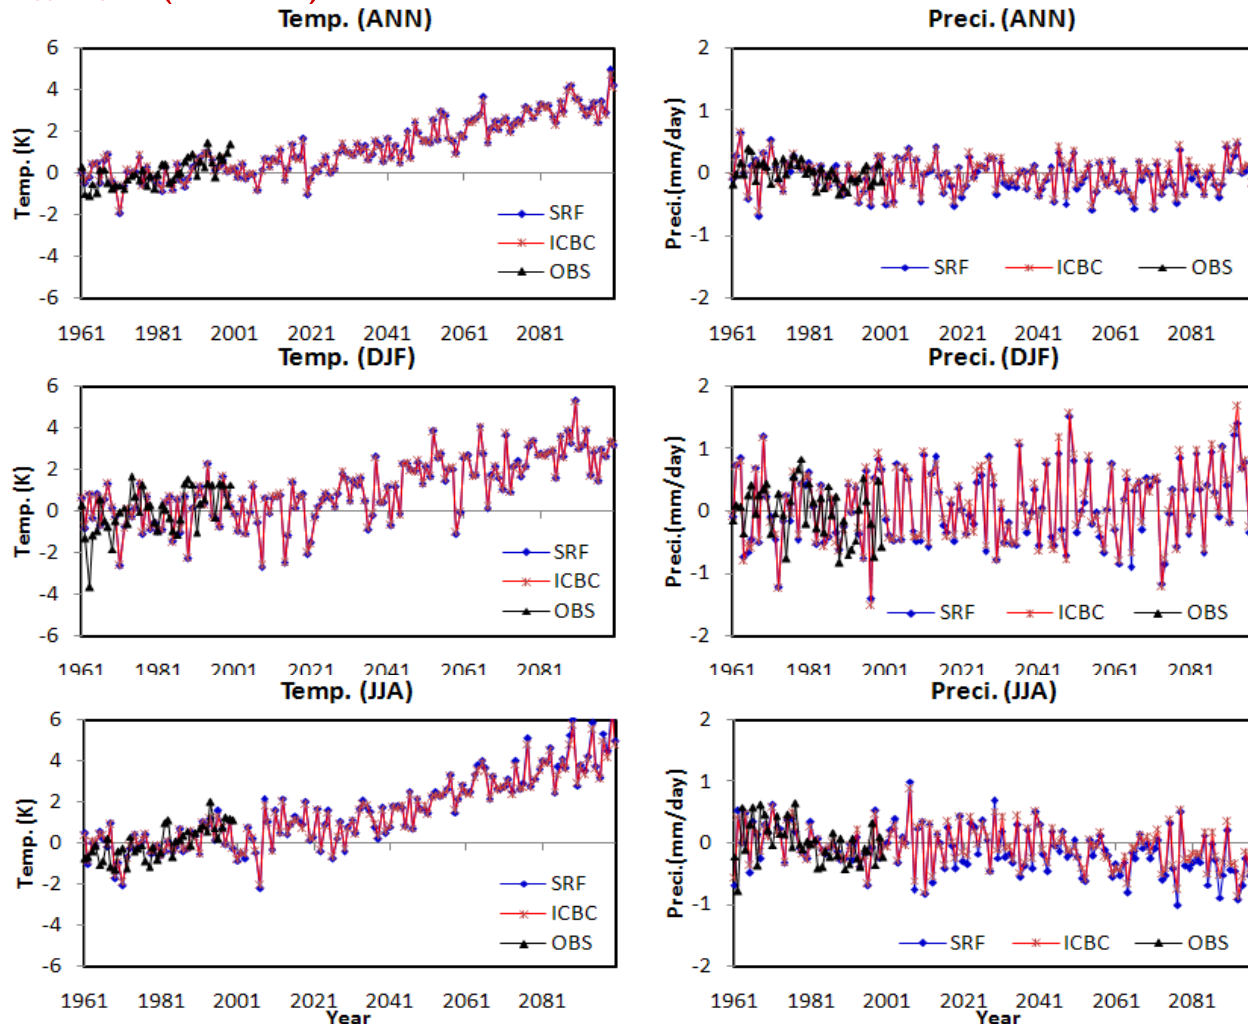 Temp. (ANN)
6
4
2
0
-2
-4
-6
Temp. (K)
SRF
ICBC
OBS
1961 1981 2001 2021 2041 2061 2081
Preci. (ANN)
2
1
0
-1
-2
Preci.(mm/day)
SRF ICBC OBS
1961 1981 2001 2021 2041 2061 2081
Temp. (DJF)
6
4
2
0
-2
-4
-6
Temp. (K)
SRF
ICBC
OBS
1961 1981 2001 2021 2041 2061 2081
Preci. (DJF)
2
1
0
-1
-2
Preci.(mm/day)
SRF ICBC OBS
1961 1981 2001 2021 2041 2061 2081
Temp. (JJA)
6
4
2
0
-2
-4
-6
Temp. (K)
SRF
ICBC
OBS
1961 1981 2001 2021 2041 2061 2081
Year
Preci. (JJA)
2
1
0
-1
-2
Preci.(mm/day)
SRF ICBC OBS
1961 1981 2001 2021 2041 2061 2081
Year